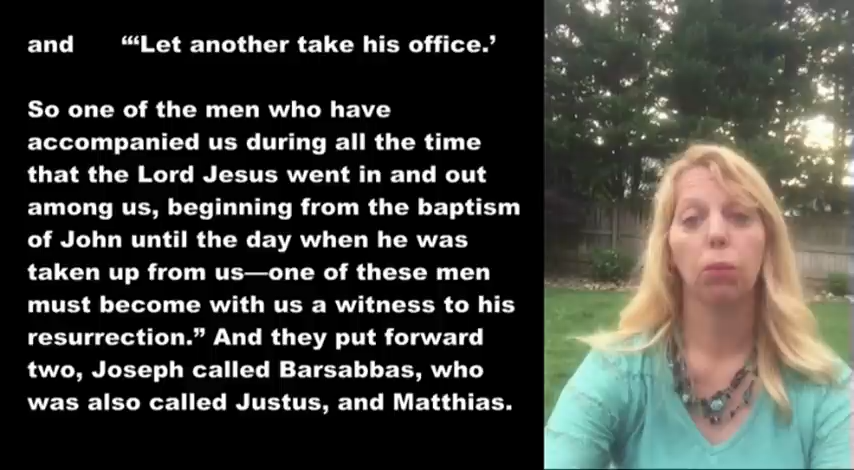 and “‘Let another take his office.’
So one of the men who have
accompanied us during all the time
that the Lord Jesus went in and out
among us, beginning from the baptism
of John until the day when he was
taken up from us—one of these men
must become with us a witness to his
resurrection.” And they put forward
two, Joseph called Barsabbas, who
was also called Justus, and Matthias.